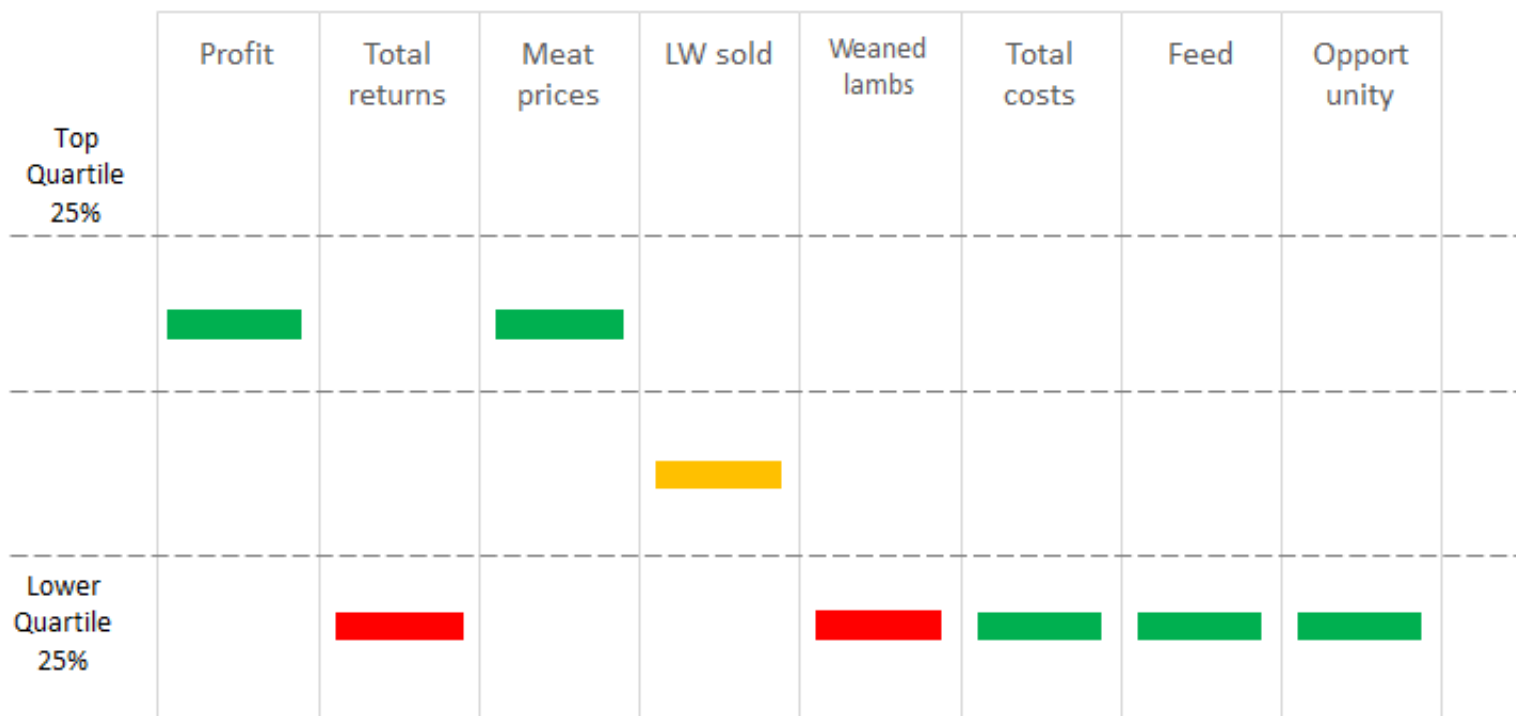 Profit
Total
returns
Meat
prices
LW sold
Weaned
lambs
Total
costs
Feed
Opport
unity
Top
Quartile
25%
Lower
Quartile
25%